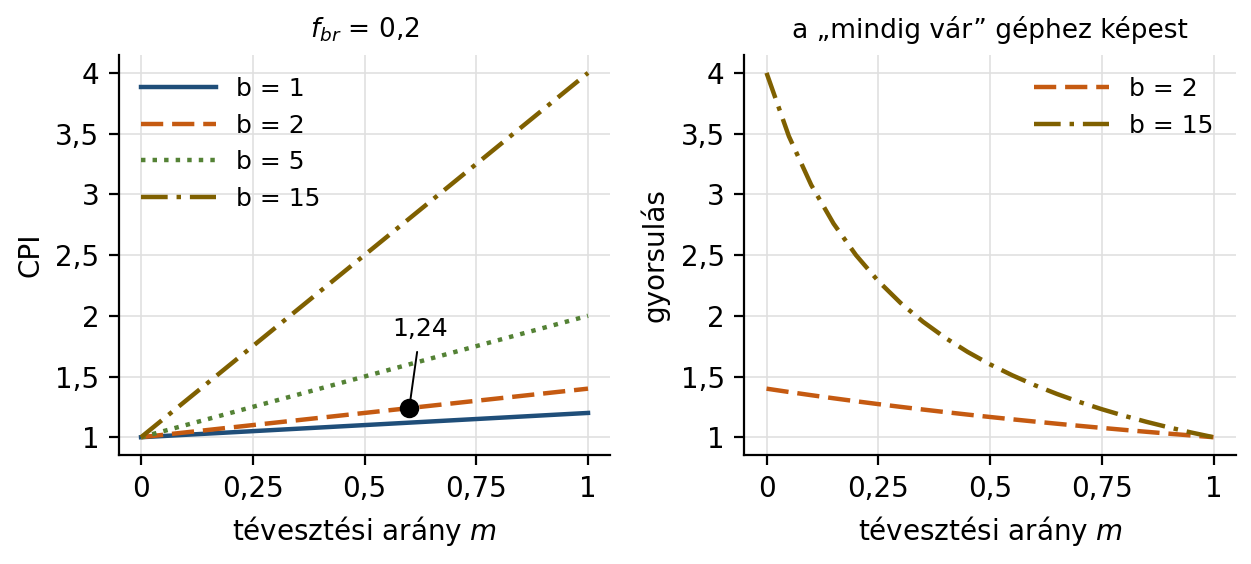 f_br = 0,2
4
3,5
3
2,5
2
1,5
1
CPI
b = 1
b = 2
b = 5
b = 15
1,24
0 0,25 0,5 0,75 1
tévesztési arány m
a „mindig vár” géphez képest
4
3,5
3
2,5
2
1,5
1
gyorsulás
b = 2
b = 15
0 0,25 0,5 0,75 1
tévesztési arány m